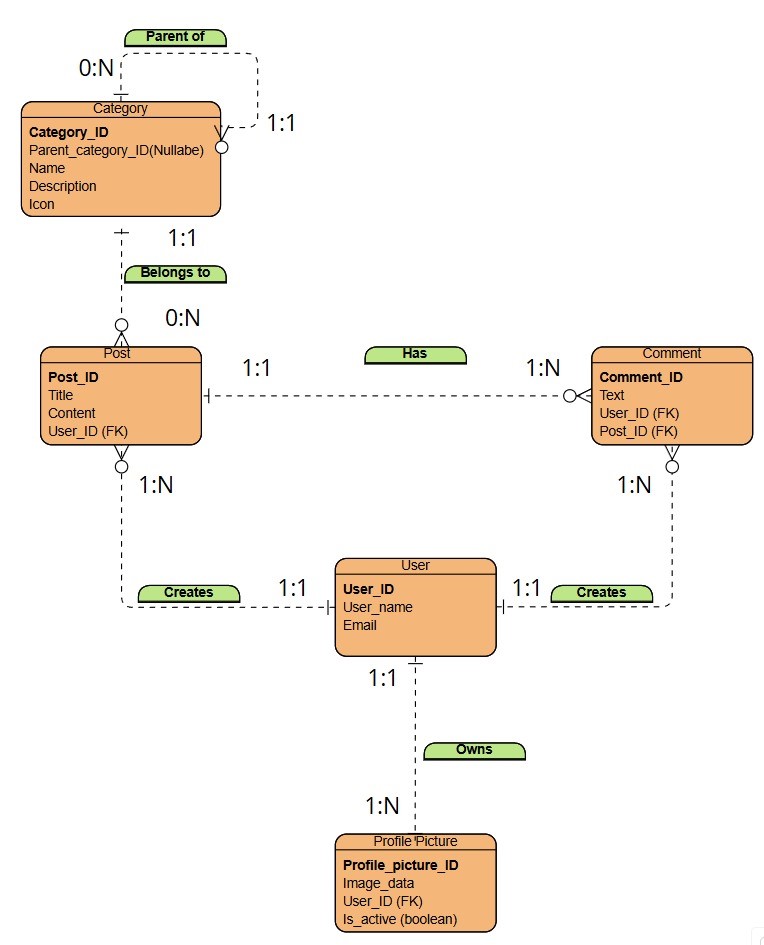 Parent of
0:N
1:1
Category
Category_ID
Parent_category_ID(Nullabe)
Name
Description
Icon
1:1
Belongs to
0:N
Post
Post_ID
Title
Content
User_ID (FK)
1:1
Has
1:N
Comment
Comment_ID
Text
User_ID (FK)
Post_ID (FK)
1:N
1:N
Creates
1:1
User
User_ID
User_name
Email
1:1
Creates
1:1
Owns
1:N
Profile Picture
Profile_picture_ID
Image_data
User_ID (FK)
Is_active (boolean)